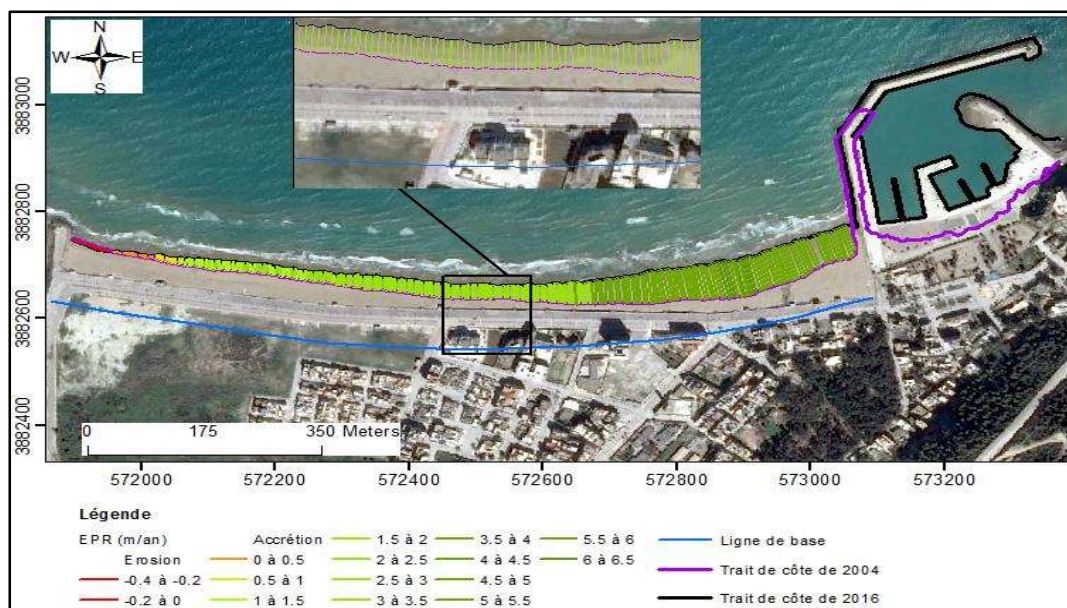 N
W E
S
3883000
3882800
3882600
3882400
0 175 350 Meters
572000 572200 572400 572600 572800 573000 573200
Légende
EPR (m/an) Accrétion
Erosion
-0.4 à -0.2
-0.2 à 0
0 à 0.5
0.5 à 1
1 à 1.5
1.5 à 2
2 à 2.5
2.5 à 3
3 à 3.5
3.5 à 4
4 à 4.5
4.5 à 5
5 à 5.5
5.5 à 6
6 à 6.5
Ligne de base
Trait de côte de 2004
Trait de côte de 2016